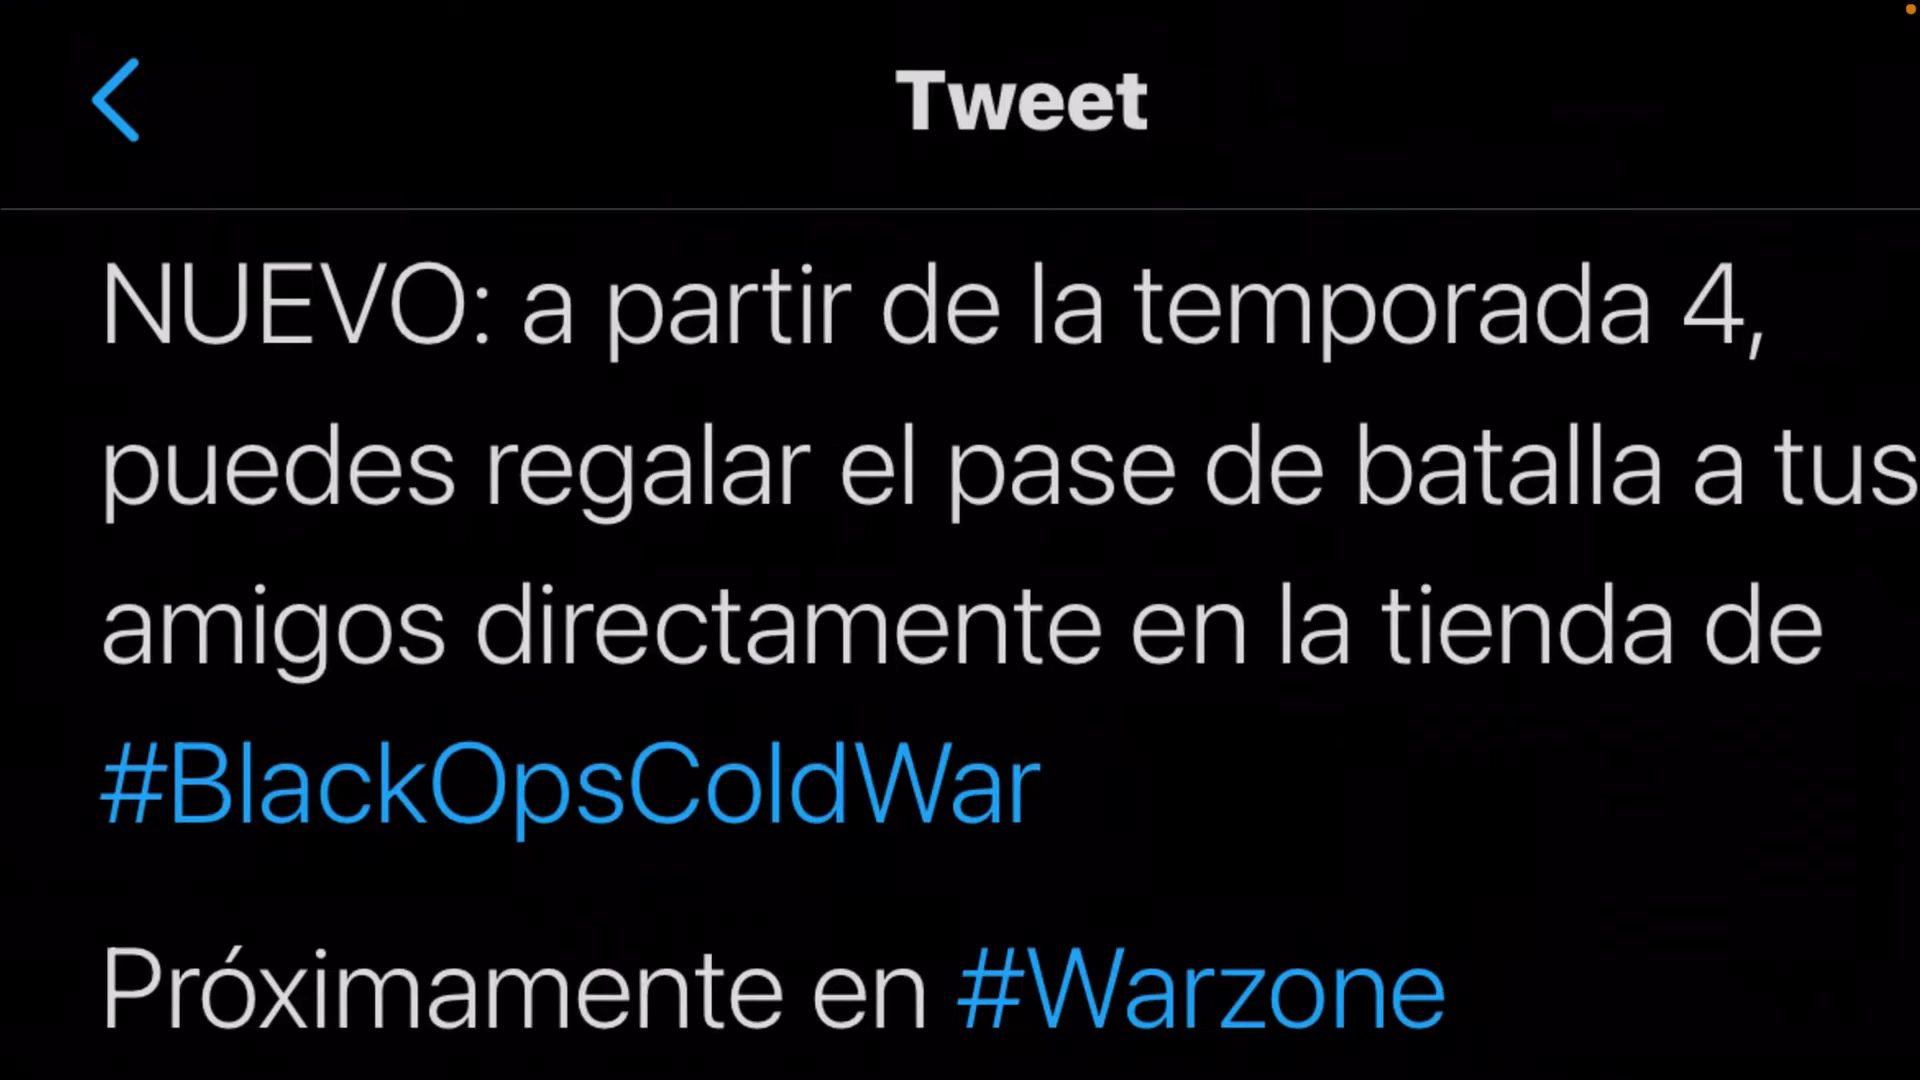 Tweet
NUEVO: a partir de la temporada 4,
puedes regalar el pase de batalla a tus
amigos directamente en la tienda de
#BlackOpsColdWar
Próximamente en #Warzone